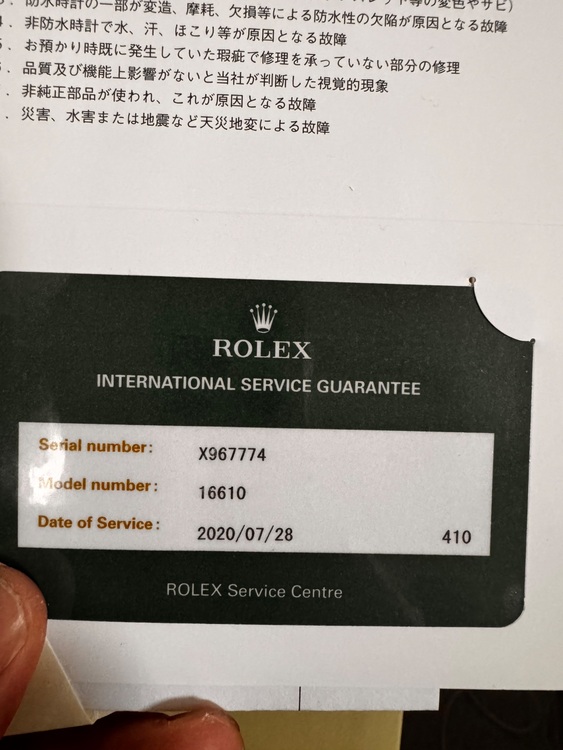 防水時計の一部が変造、摩耗、欠損等による防水性の欠陥が原因となる故障
. 非防水時計で水、汗、ほこり等が原因となる故障
. お預かり時既に発生していた瑕疵で修理を承っていない部分の修理
. 品質及び機能上影響がないと当社が判断した視覚的現象
. 非純正部品が使われ、これが原因となる故障
. 災害、水害または地震など天災地変による故障
ROLEX
INTERNATIONAL SERVICE GUARANTEE
Serial number: X967774
Model number: 16610
Date of Service: 2020/07/28 410
ROLEX Service Centre